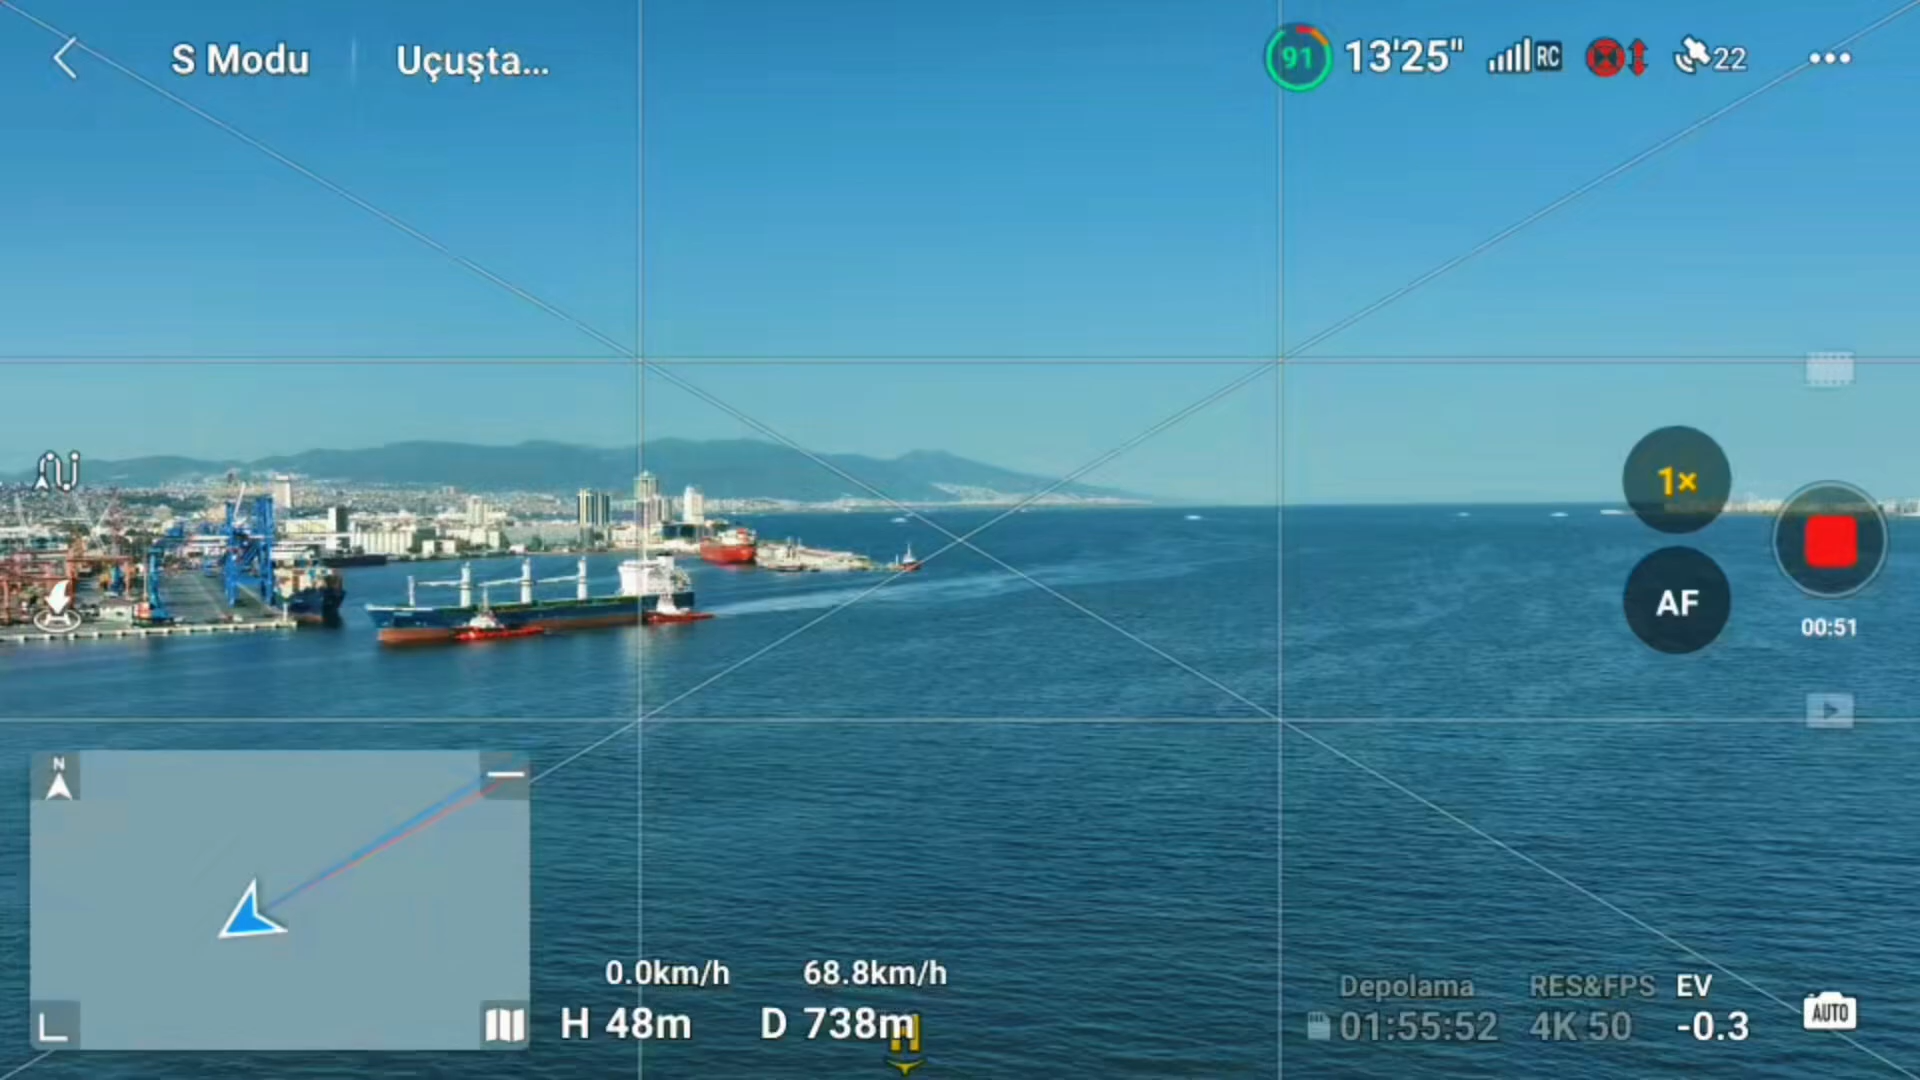 S Modu
Uçuşta...
91
13'25"
RC
22
1×
AF
00:51
N
0.0km/h
68.8km/h
H 48m
D 738m
H
Depolama
01:55:52
RES&FPS
4K 50
EV
-0.3
AUTO